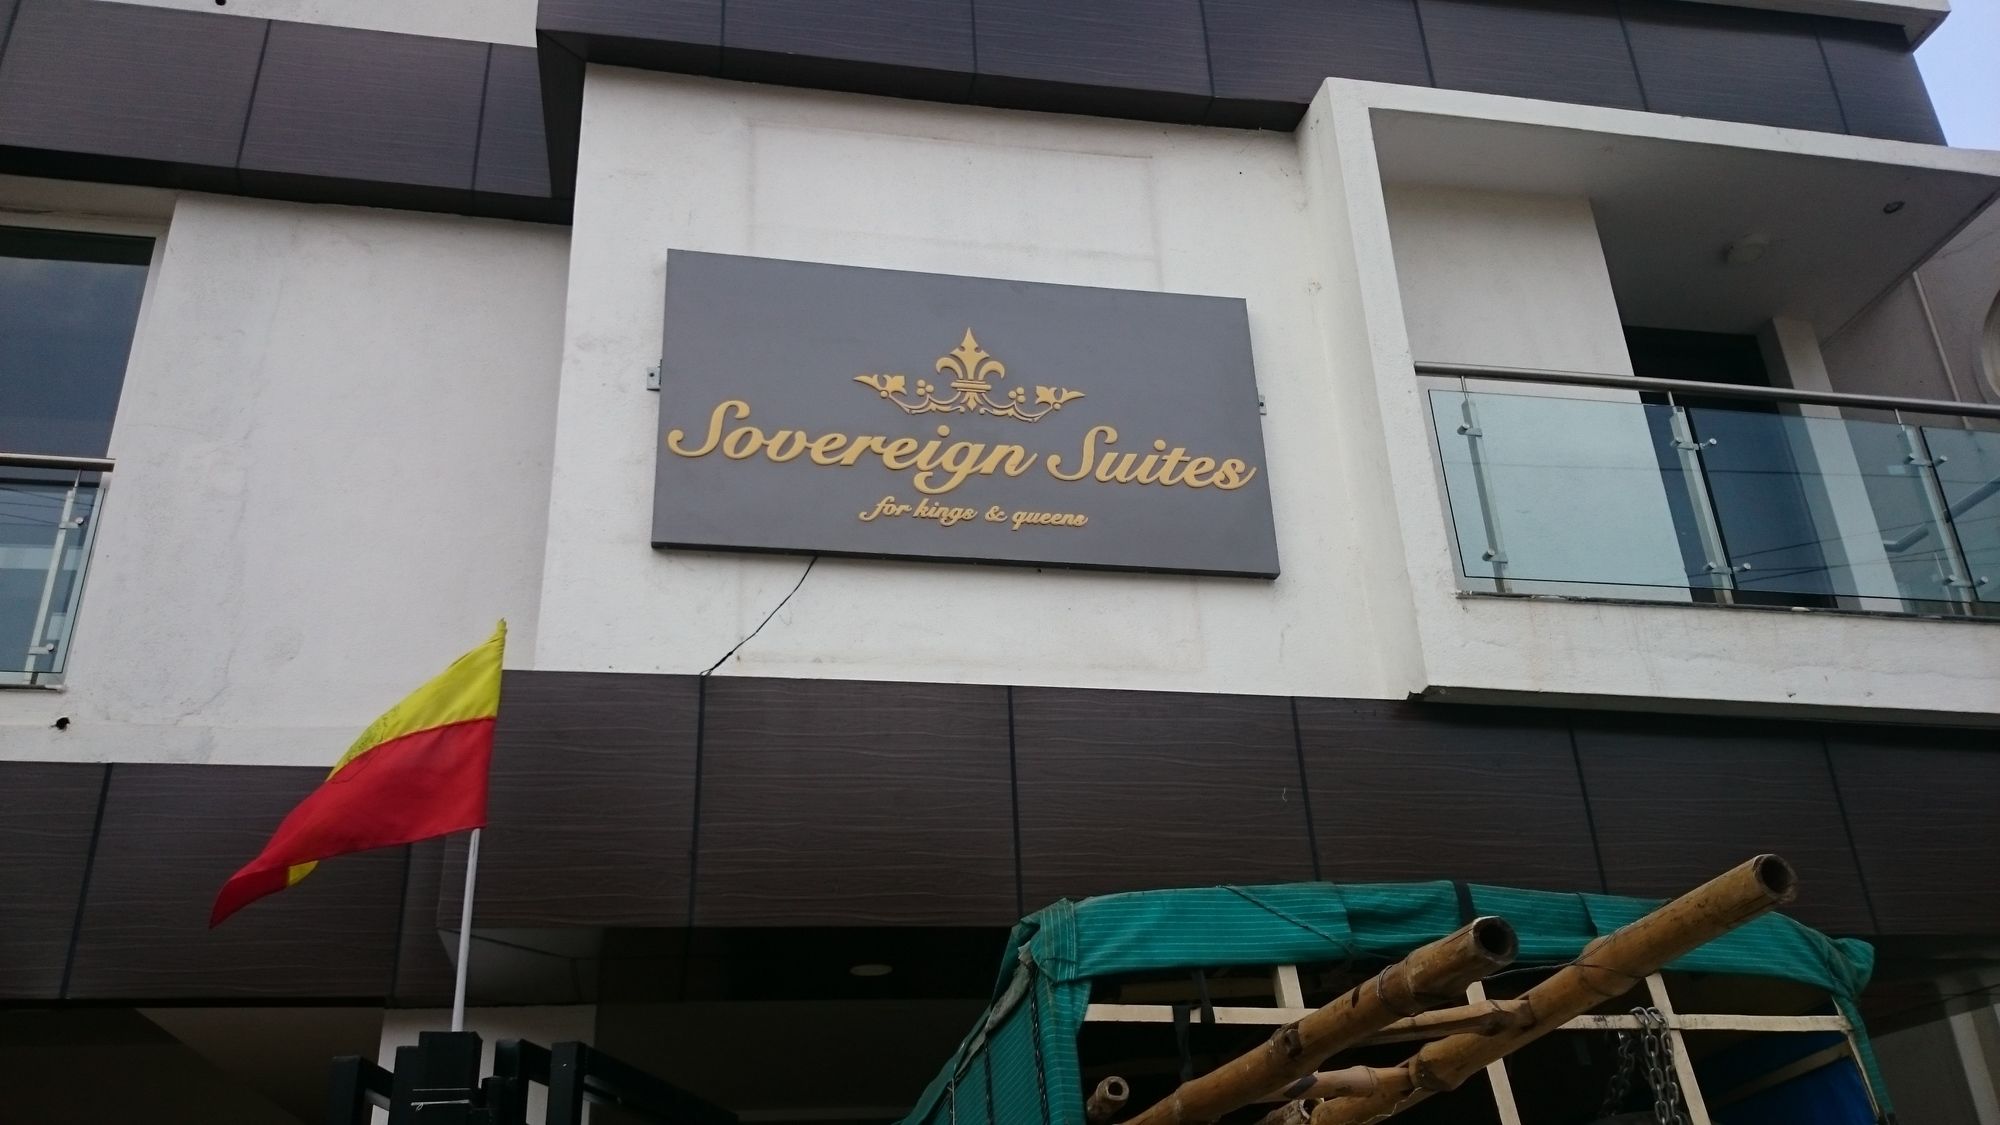 Sovereign Suites
for kings & queens